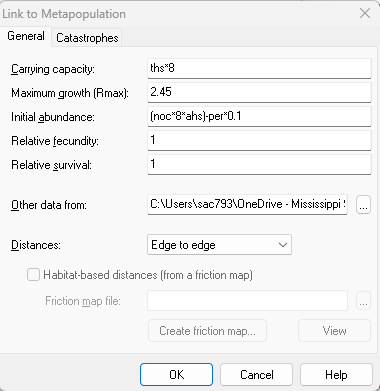 Link to Metapopulation
General Catastrophes
Carrying capacity: ths*8
Maximum growth (Rmax): 2.45
Initial abundance: (noc*8*ahs)-per*0.1
Relative fecundity: 1
Relative survival: 1
Other data from: C:\Users\sac793\OneDrive - Mississippi ...
Distances: Edge to edge
Habitat-based distances (from a friction map)
Friction map file: ...
Create friction map... View
OK Cancel Help